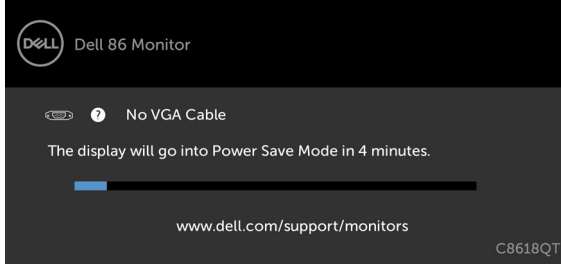 DELL
Dell 86 Monitor
? No VGA Cable
The display will go into Power Save Mode in 4 minutes.
www.dell.com/support/monitors
C8618QT